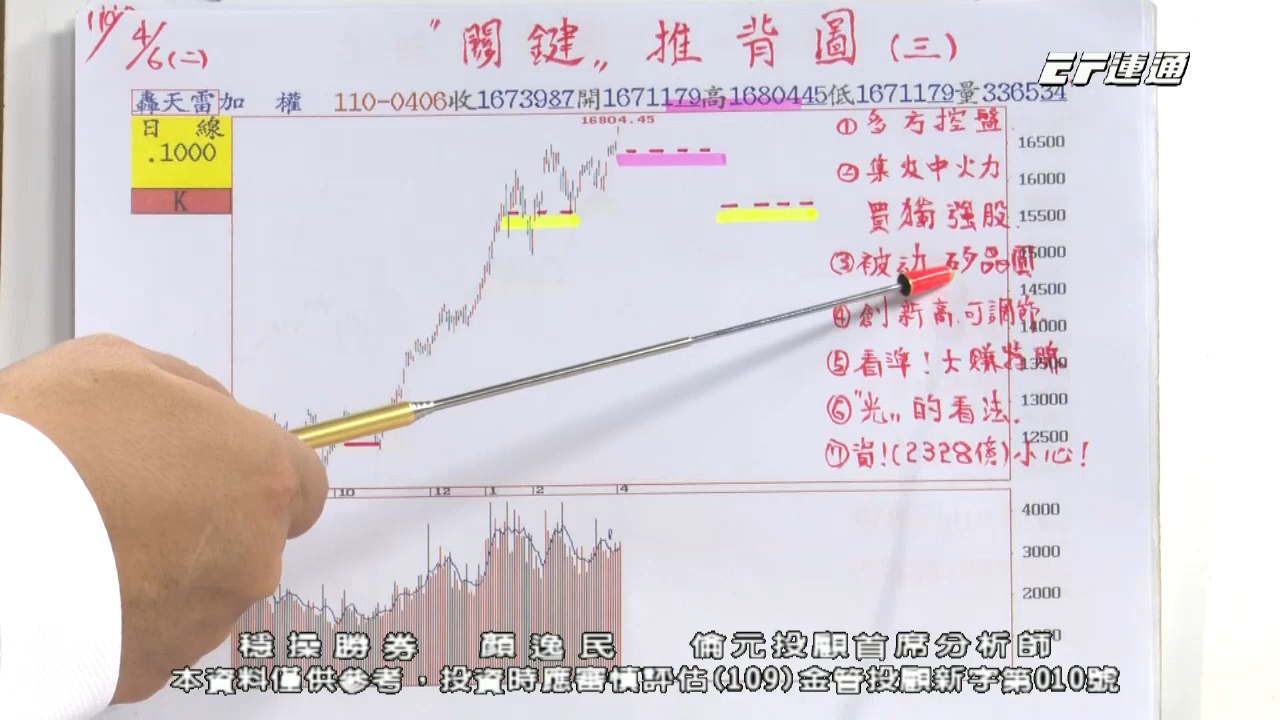 110 4/6(二)
"關鍵" 推背圖(三)
EF運通
轟天雷加 權 110-0406收1673987開1671179高1680445低1671179量336534
日 線
.1000
K
16804.45
①多方控盤
②集中火力
買獨強股
③被动 矽品圓
④創新高.可調節.
⑤看準!大賺特賺
⑥"光"的看法.
⑦資!(2328億)小心!
16500
16000
15500
15000
14500
14000
13500
13000
12500
10 12 1 2 4
4000
3000
2000
穩操勝券 顏逸民 倫元投顧首席分析師
本資料僅供參考，投資時應審慎評估(109)金管投顧新字第010號